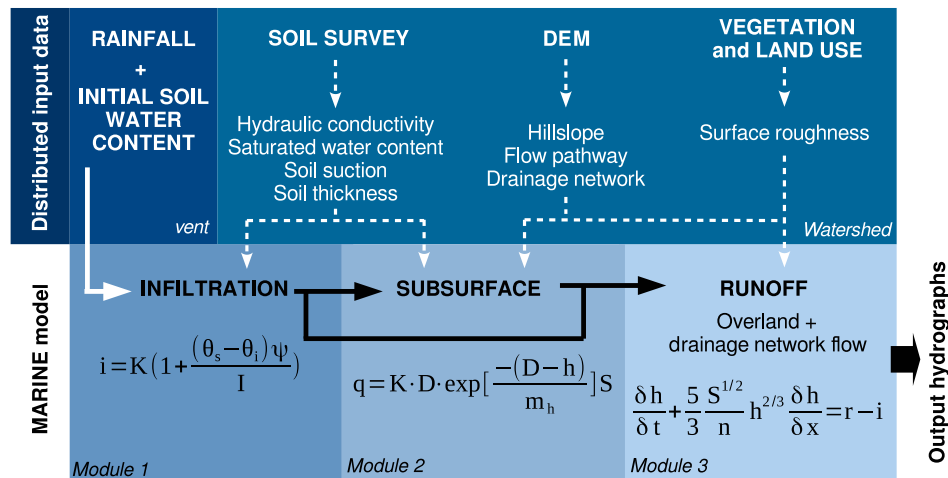 Distributed input data
RAINFALL
+
INITIAL SOIL
WATER
CONTENT
vent
SOIL SURVEY
Hydraulic conductivity
Saturated water content
Soil suction
Soil thickness
DEM
Hillslope
Flow pathway
Drainage network
VEGETATION
and LAND USE
Surface roughness
Watershed
MARINE model
INFILTRATION
i=K(1+(θs−θi)ψ/I)
Module 1
SUBSURFACE
q=K·D·exp[−(D−h)/mh]S
Module 2
RUNOFF
Overland +
drainage network flow
δh/δt+5/3 S^1/2/n h^2/3 δh/δx=r−i
Module 3
Output hydrographs